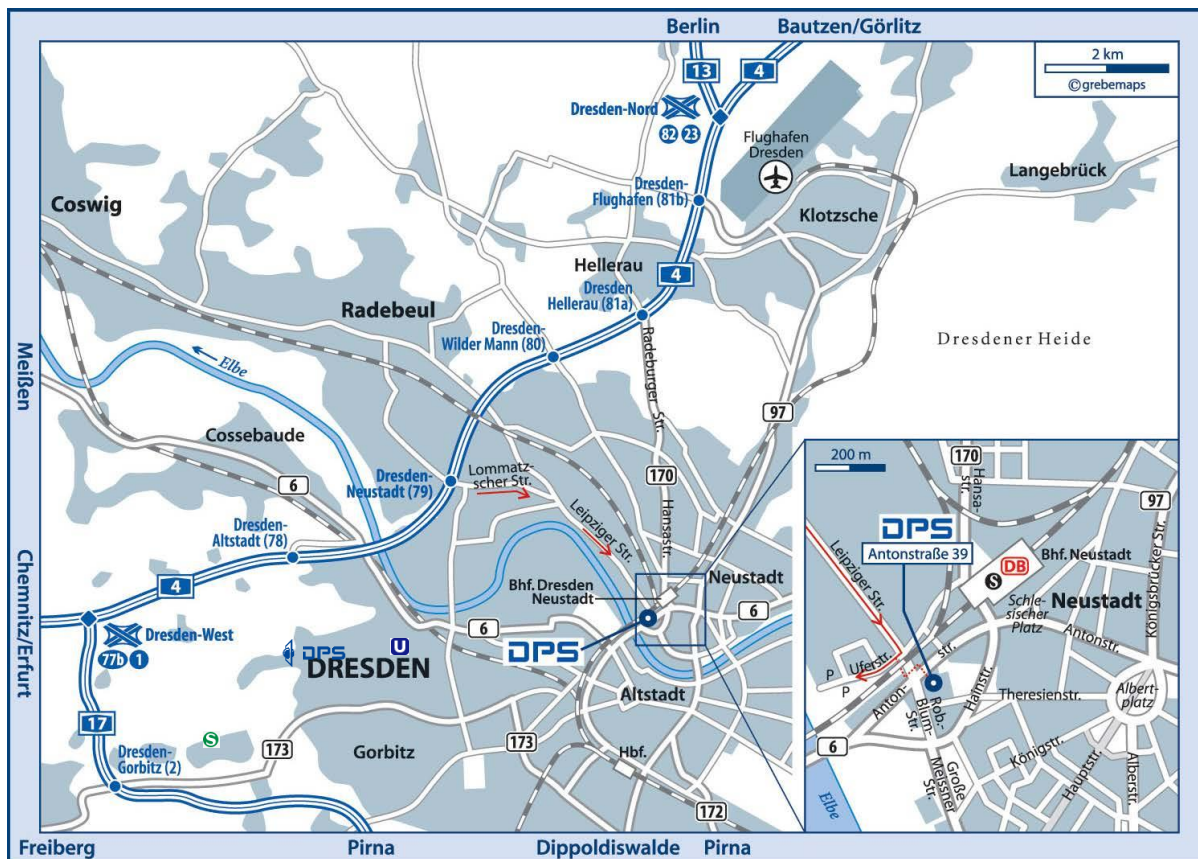 Berlin
Bautzen/Görlitz
13
4
2 km
©grebemaps
Dresden-Nord
82 23
Flughafen
Dresden
Langebrück
Coswig
Dresden-
Flughafen (81b)
Klotzsche
Hellerau
4
Dresden
Hellerau (81a)
Radebeul
Dresden-
Wilder Mann (80)
Radeburger Str.
Dresdener Heide
Meißen
Elbe
97
Cossebaude
6
Dresden-
Neustadt (79)
Lommatz-
scher Str.
170
Leipziger Str.
Hansastr.
Dresden-
Altstadt (78)
Chemnitz/Erfurt
4
Bhf. Dresden
Neustadt
Neustadt
6
6
Dresden-West
77b 1
DPS
DPS
U
DRESDEN
Altstadt
17
S
173
Gorbitz
173
Hbf.
Dresden-
Gorbitz (2)
172
Freiberg
Pirna
Dippoldiswalde
Pirna
200 m
170
Hansa-
str.
97
DPS
Antonstraße 39
Leipziger Str.
Bhf. Neustadt
DB
S
Königsbrücker Str.
Schle-
sischer
Platz
Neustadt
Antonstr.
Uferstr.
P
P
Anton-
str.
Rob.-
Blum-
Str.
Hainstr.
Theresienstr.
Albert-
platz
6
Königstr.
Große
Meissner
Str.
Hauptstr.
Alberstr.
Elbe